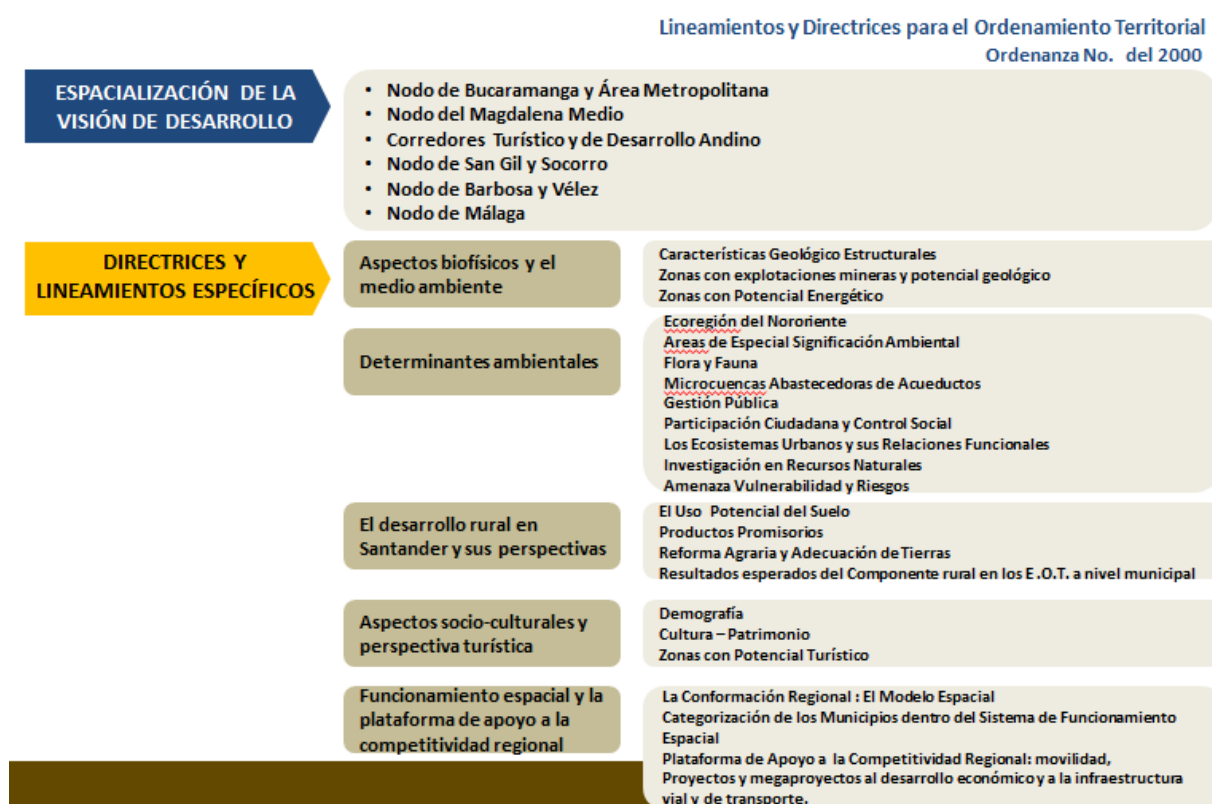 Lineamientos y Directrices para el Ordenamiento Territorial
Ordenanza No. del 2000
ESPACIALIZACIÓN DE LA
VISIÓN DE DESARROLLO
• Nodo de Bucaramanga y Área Metropolitana
• Nodo del Magdalena Medio
• Corredores Turístico y de Desarrollo Andino
• Nodo de San Gil y Socorro
• Nodo de Barbosa y Vélez
• Nodo de Málaga
DIRECTRICES Y
LINEAMIENTOS ESPECÍFICOS
Aspectos biofísicos y el
medio ambiente
Características Geológico Estructurales
Zonas con explotaciones mineras y potencial geológico
Zonas con Potencial Energético
Determinantes ambientales
Ecoregión del Nororiente
Areas de Especial Significación Ambiental
Flora y Fauna
Microcuencas Abastecedoras de Acueductos
Gestión Pública
Participación Ciudadana y Control Social
Los Ecosistemas Urbanos y sus Relaciones Funcionales
Investigación en Recursos Naturales
Amenaza Vulnerabilidad y Riesgos
El desarrollo rural en
Santander y sus perspectivas
El Uso Potencial del Suelo
Productos Promisorios
Reforma Agraria y Adecuación de Tierras
Resultados esperados del Componente rural en los E .O.T. a nivel municipal
Aspectos socio-culturales y
perspectiva turística
Demografía
Cultura – Patrimonio
Zonas con Potencial Turístico
Funcionamiento espacial y la
plataforma de apoyo a la
competitividad regional
La Conformación Regional : El Modelo Espacial
Categorización de los Municipios dentro del Sistema de Funcionamiento
Espacial
Plataforma de Apoyo a la Competitividad Regional: movilidad,
Proyectos y megaproyectos al desarrollo económico y a la infraestructura
vial y de transporte.